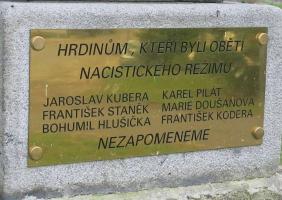 HRDINŮM, KTEŘÍ BYLI OBĚTÍ
NACISTICKÉHO REŽIMU
JAROSLAV KUBERA KAREL PILÁT
FRANTIŠEK STANĚK MARIE DOUŠANOVÁ
BOHUMIL HLUŠIČKA FRANTIŠEK KODERA
NEZAPOMENEME